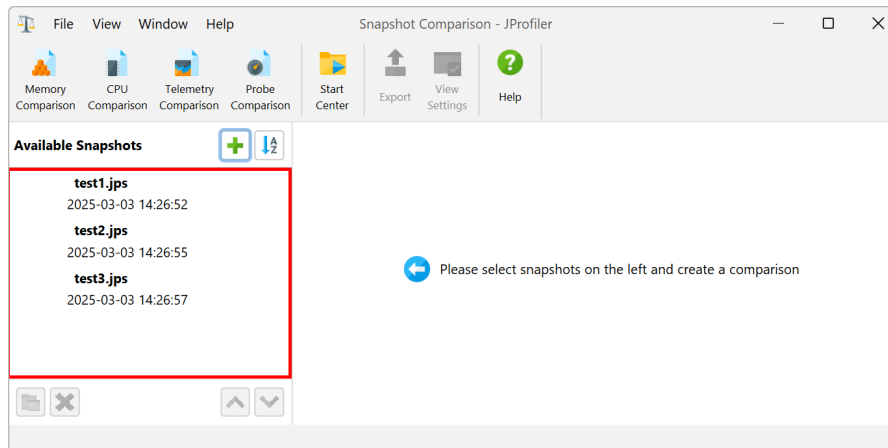 File View Window Help
Snapshot Comparison - JProfiler
Memory Comparison
CPU Comparison
Telemetry Comparison
Probe Comparison
Start Center
Export
View Settings
Help
Available Snapshots
A
Z
test1.jps
2025-03-03 14:26:52
test2.jps
2025-03-03 14:26:55
test3.jps
2025-03-03 14:26:57
Please select snapshots on the left and create a comparison